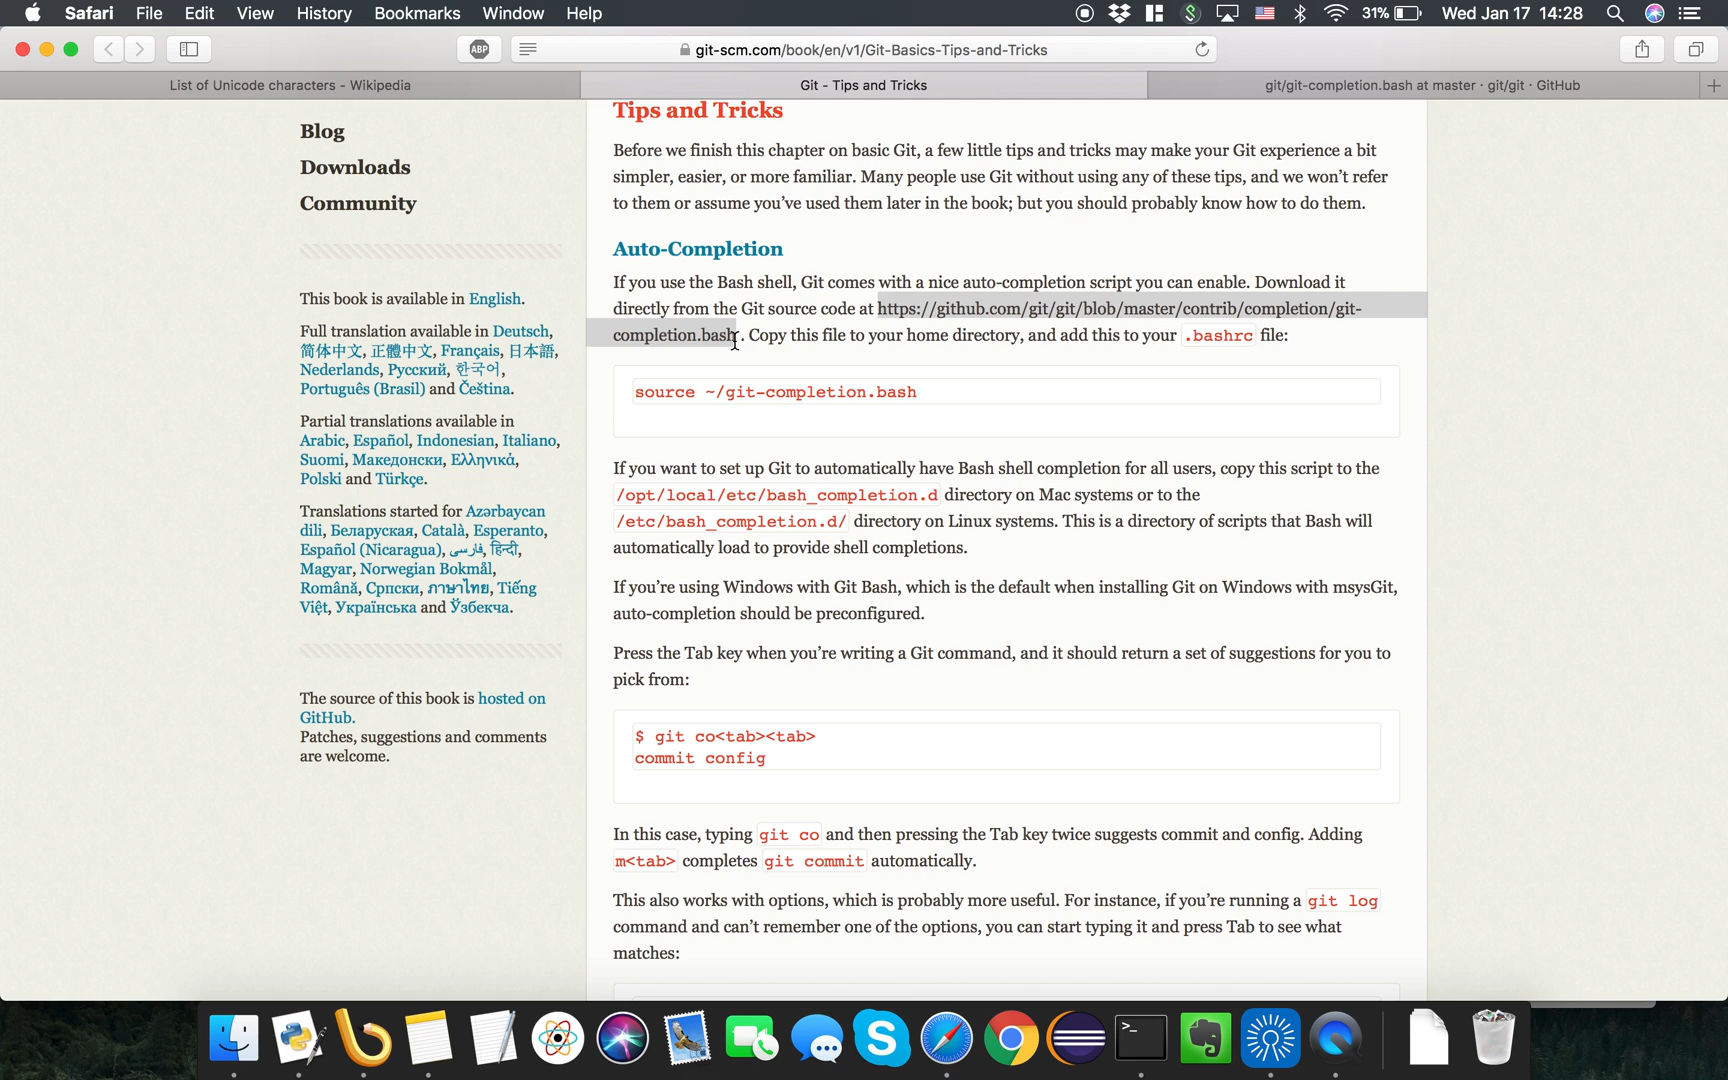 Safari File Edit View History Bookmarks Window Help 31% Wed Jan 17 14:28
ABP git-scm.com/book/en/v1/Git-Basics-Tips-and-Tricks
List of Unicode characters - Wikipedia Git - Tips and Tricks git/git-completion.bash at master · git/git · GitHub
Blog
Downloads
Community
This book is available in English.
Full translation available in Deutsch,
简体中文, 正體中文, Français, 日本語,
Nederlands, Русский, 한국어,
Português (Brasil) and Čeština.
Partial translations available in
Arabic, Español, Indonesian, Italiano,
Suomi, Македонски, Ελληνικά,
Polski and Türkçe.
Translations started for Azərbaycan
dili, Беларуская, Català, Esperanto,
Español (Nicaragua), فارسی, हिन्दी,
Magyar, Norwegian Bokmål,
Română, Српски, ภาษาไทย, Tiếng
Việt, Українська and Ўзбекча.
The source of this book is hosted on
GitHub.
Patches, suggestions and comments
are welcome.
Tips and Tricks
Before we finish this chapter on basic Git, a few little tips and tricks may make your Git experience a bit
simpler, easier, or more familiar. Many people use Git without using any of these tips, and we won't refer
to them or assume you've used them later in the book; but you should probably know how to do them.
Auto-Completion
If you use the Bash shell, Git comes with a nice auto-completion script you can enable. Download it
directly from the Git source code at https://github.com/git/git/blob/master/contrib/completion/git-
completion.bash . Copy this file to your home directory, and add this to your .bashrc file:
source ~/git-completion.bash
If you want to set up Git to automatically have Bash shell completion for all users, copy this script to the
/opt/local/etc/bash_completion.d directory on Mac systems or to the
/etc/bash_completion.d/ directory on Linux systems. This is a directory of scripts that Bash will
automatically load to provide shell completions.
If you're using Windows with Git Bash, which is the default when installing Git on Windows with msysGit,
auto-completion should be preconfigured.
Press the Tab key when you're writing a Git command, and it should return a set of suggestions for you to
pick from:
$ git co<tab><tab>
commit config
In this case, typing git co and then pressing the Tab key twice suggests commit and config. Adding
m<tab> completes git commit automatically.
This also works with options, which is probably more useful. For instance, if you're running a git log
command and can't remember one of the options, you can start typing it and press Tab to see what
matches: